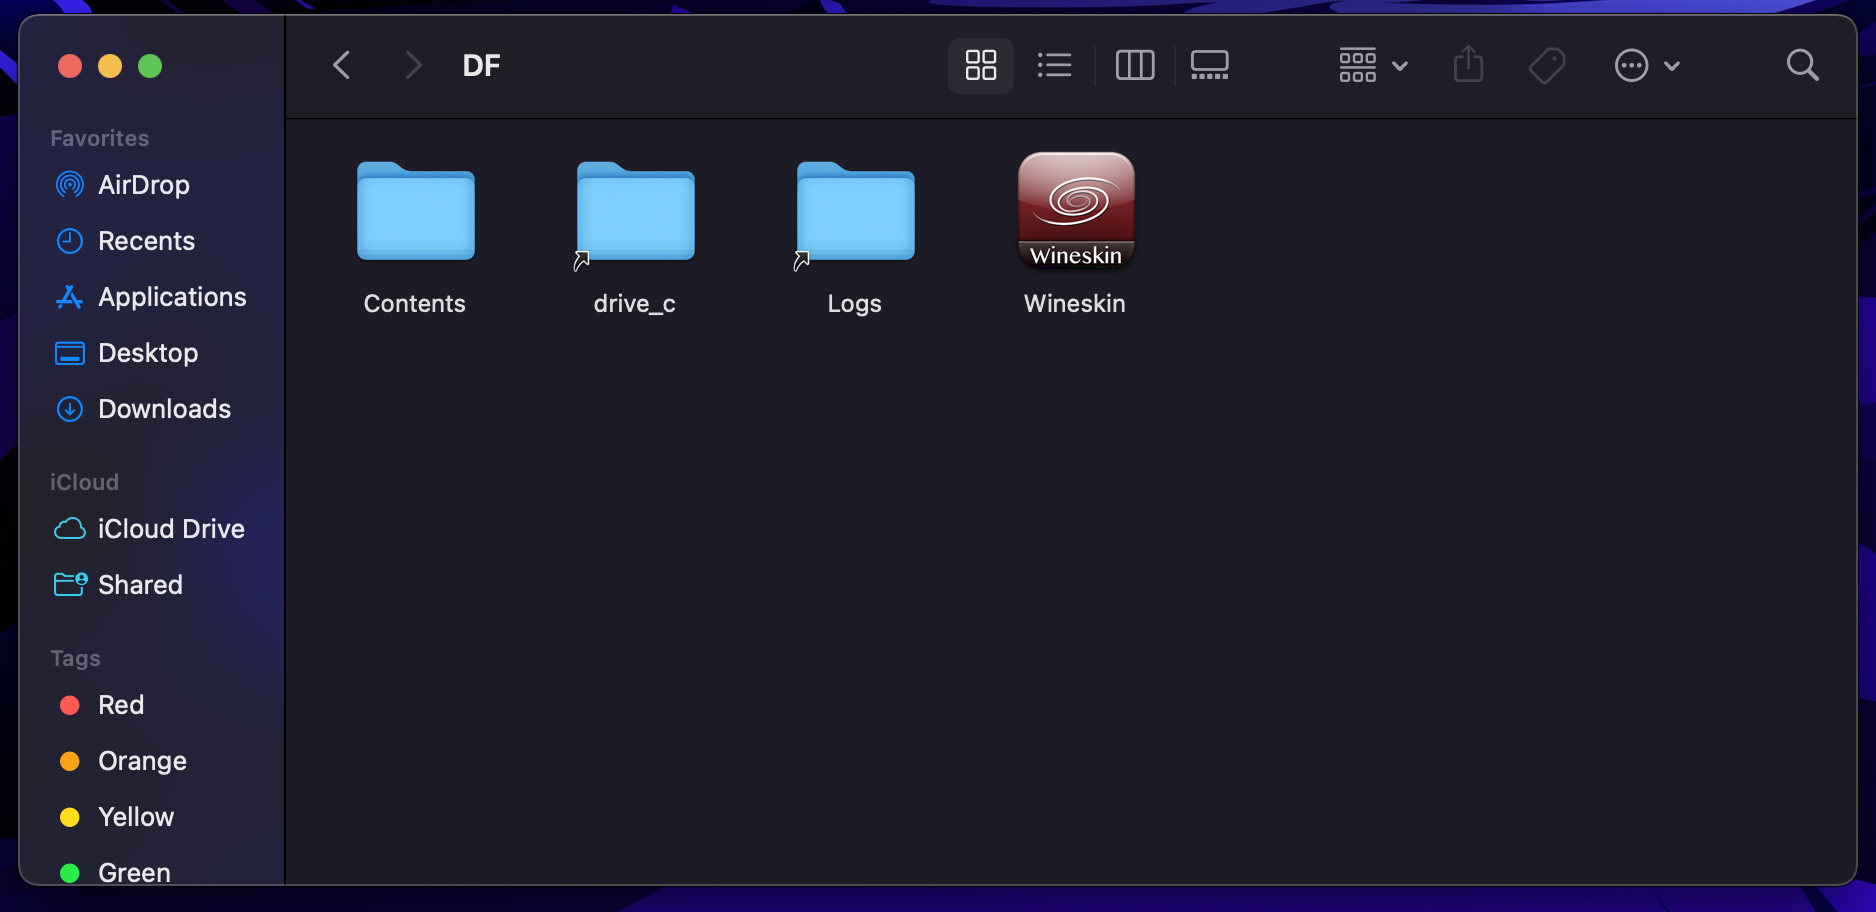 DF
Favorites
AirDrop
Recents
Applications
Desktop
Downloads
iCloud
iCloud Drive
Shared
Tags
Red
Orange
Yellow
Green
Wineskin
Contents
drive_c
Logs
Wineskin